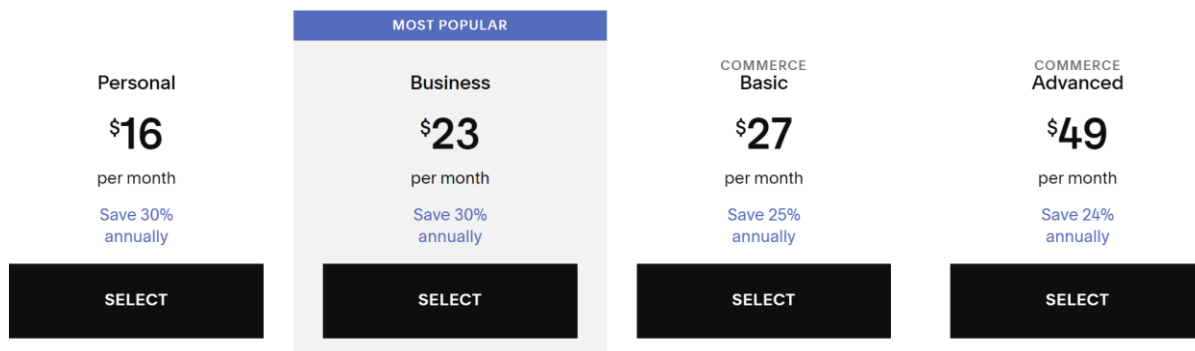 MOST POPULAR
Personal
$16
per month
Save 30%
annually
SELECT
Business
$23
per month
Save 30%
annually
SELECT
COMMERCE
Basic
$27
per month
Save 25%
annually
SELECT
COMMERCE
Advanced
$49
per month
Save 24%
annually
SELECT